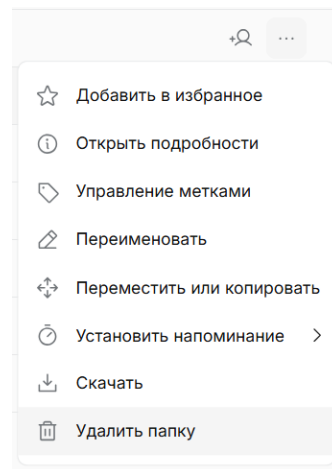 Добавить в избранное
Открыть подробности
Управление метками
Переименовать
Переместить или копировать
Установить напоминание
Скачать
Удалить папку